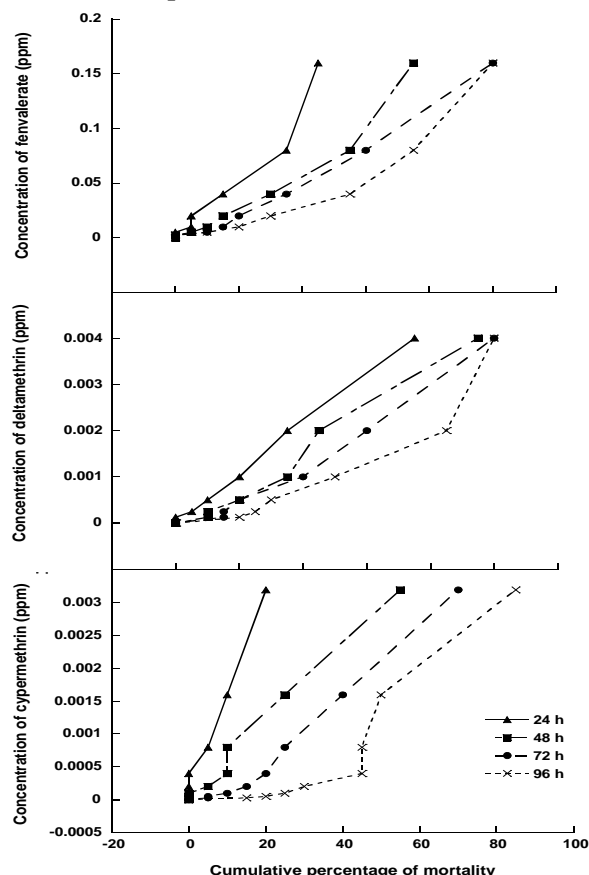 0.2
0.15
0.1
0.05
0
Concentration of fenvalerate (ppm)
0.004
0.003
0.002
0.001
0
Concentration of deltamethrin (ppm)
0.003
0.0025
0.002
0.0015
0.001
0.0005
0
-0.0005
Concentration of cypermethrin (ppm)
24 h
48 h
72 h
96 h
-20 0 20 40 60 80 100
Cumulative percentage of mortality